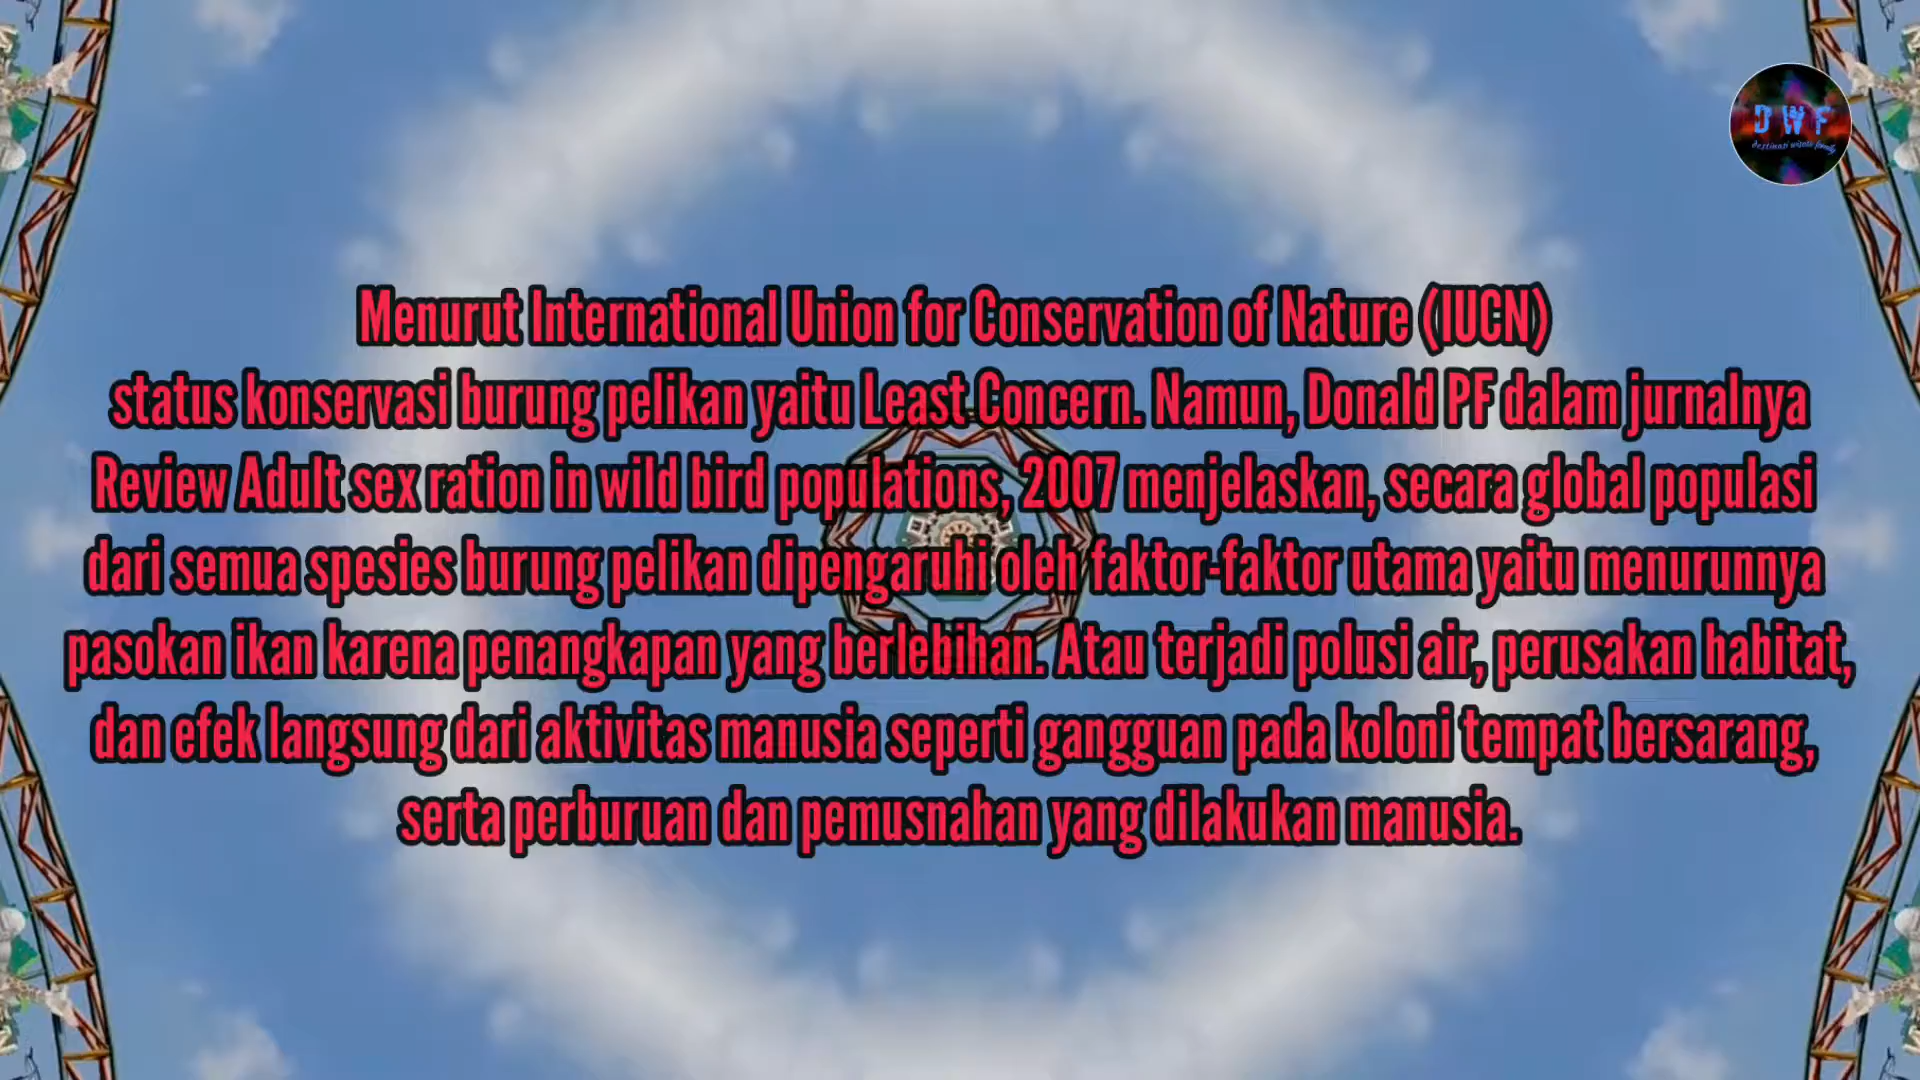 DWF
destinasi wisata family
Menurut International Union for Conservation of Nature (IUCN)
status konservasi burung pelikan yaitu Least Concern. Namun, Donald PF dalam jurnalnya
Review Adult sex ration in wild bird populations, 2007 menjelaskan, secara global populasi
dari semua spesies burung pelikan dipengaruhi oleh faktor-faktor utama yaitu menurunnya
pasokan ikan karena penangkapan yang berlebihan. Atau terjadi polusi air, perusakan habitat,
dan efek langsung dari aktivitas manusia seperti gangguan pada koloni tempat bersarang,
serta perburuan dan pemusnahan yang dilakukan manusia.